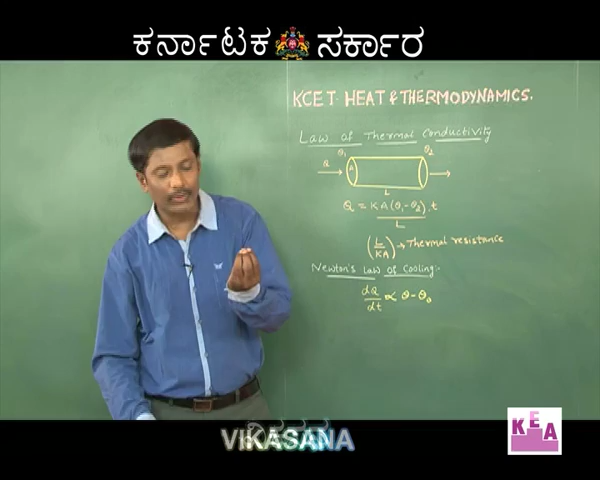 ಕರ್ನಾಟಕ ಸರ್ಕಾರ
KCET HEAT & THERMODYNAMICS.
Law of Thermal Conductivity
θ₁ θ₂
Q A
L
Q = KA(θ₁-θ₂).t / L
(L/KA) → Thermal resistance
Newton's Law of Cooling:-
dQ/dt ∝ θ-θ₀
KEA
VIKASANA